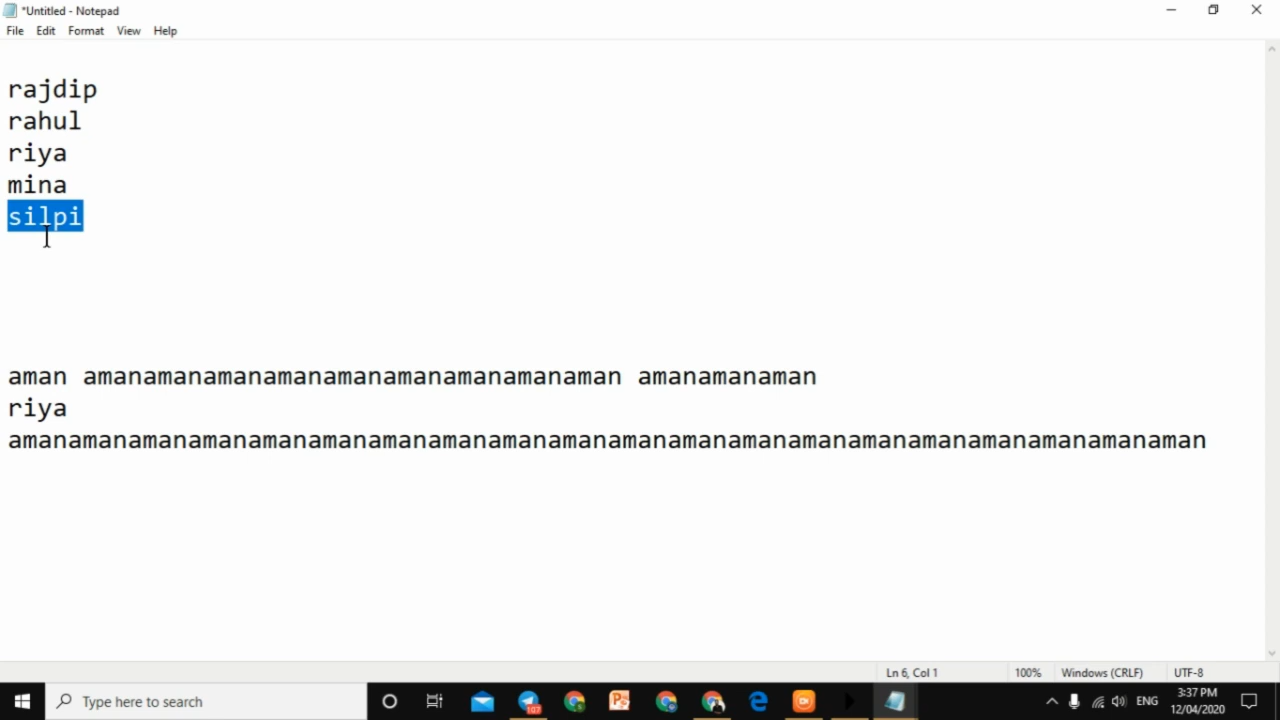 *Untitled - Notepad
File Edit Format View Help
rajdip
rahul
riya
mina
silpi
aman amanamanamanamanamanamanamanamanaman amanamanaman
riya
amanamanamanamanamanamanamanamanamanamanamanamanamanamanamanamanamanamanamanaman
Ln 6, Col 1 100% Windows (CRLF) UTF-8
Type here to search
107
ENG
3:37 PM
12/04/2020